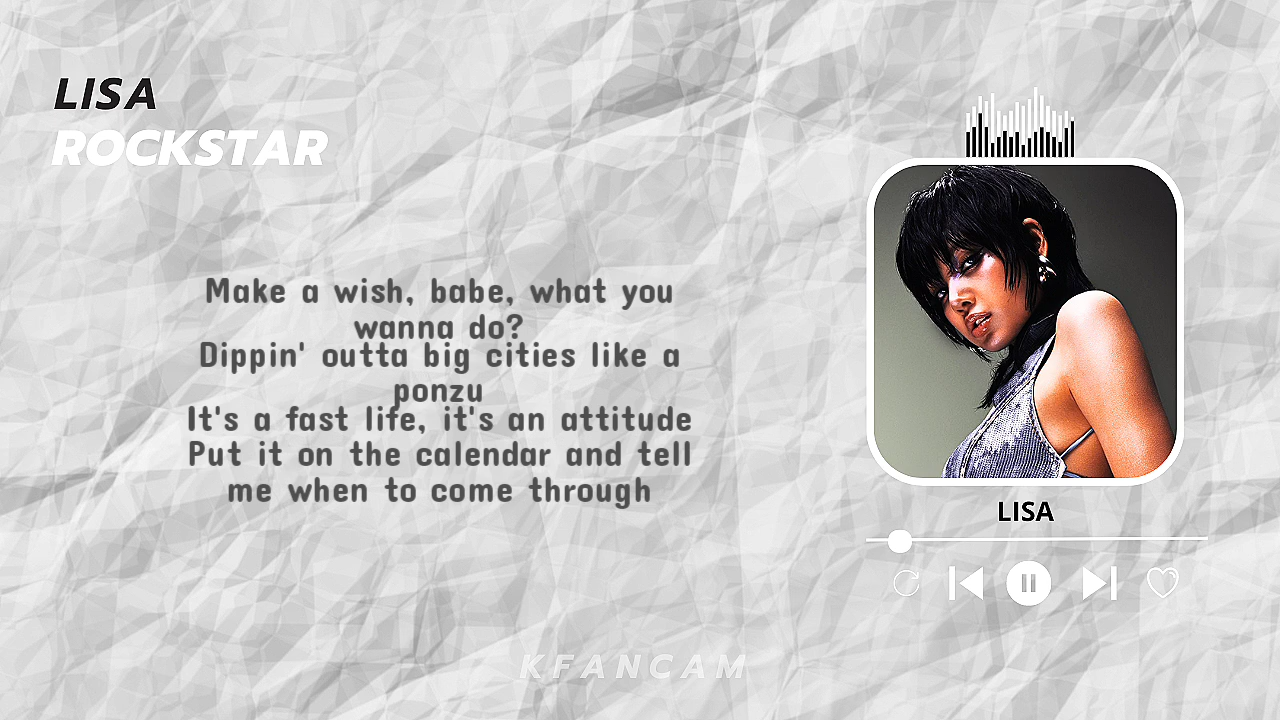 LISA
ROCKSTAR
Make a wish, babe, what you
wanna do?
Dippin' outta big cities like a
ponzu
It's a fast life, it's an attitude
Put it on the calendar and tell
me when to come through
LISA
KFANCAM